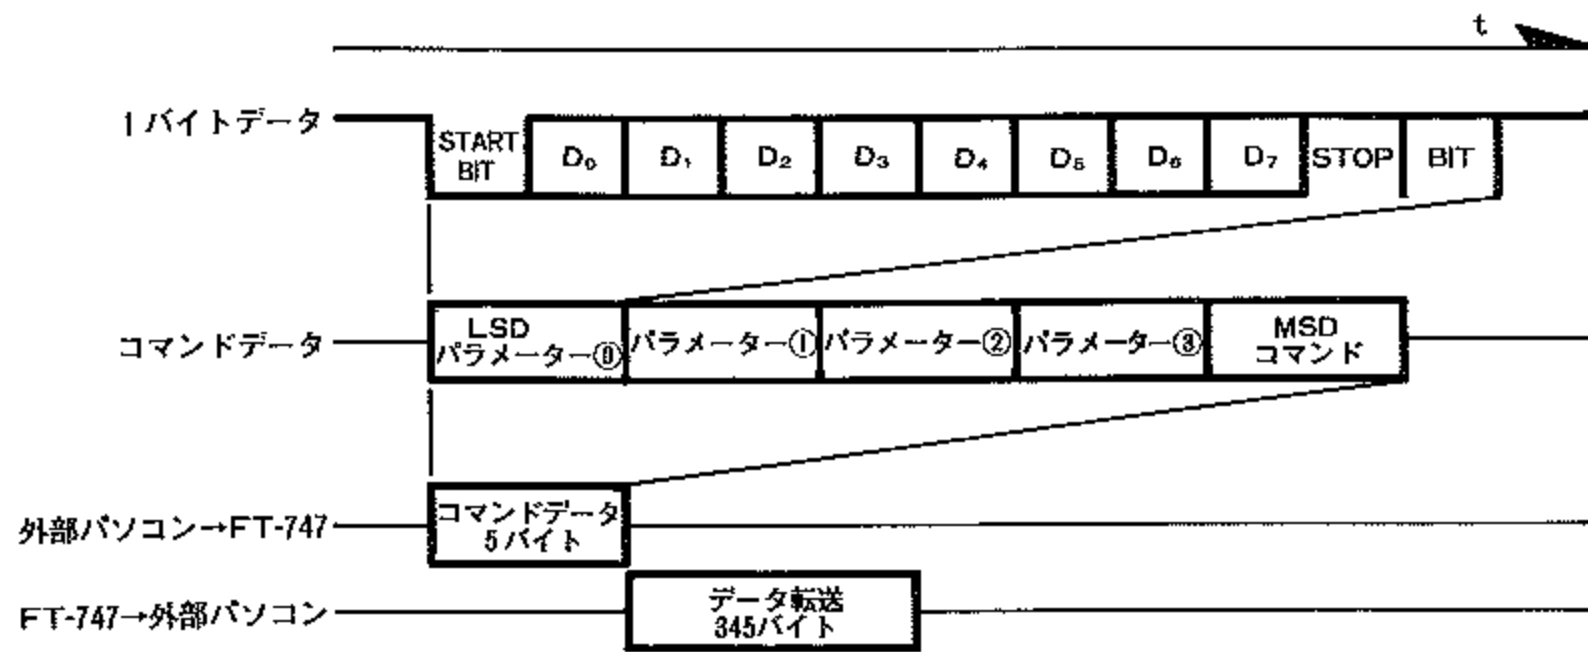 t
1バイトデータ
START
BIT
D₀
D₁
D₂
D₃
D₄
D₅
D₆
D₇
STOP
BIT
コマンドデータ
LSD
パラメーター⓪
パラメーター①
パラメーター②
パラメーター③
MSD
コマンド
外部パソコン→FT-747
コマンドデータ
5バイト
FT-747→外部パソコン
データ転送
345バイト